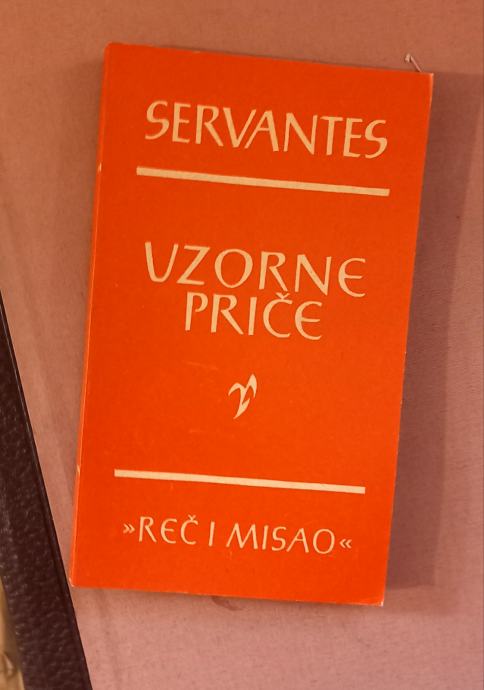 SERVANTES
UZORNE
PRIČE
»REČ I MISAO«